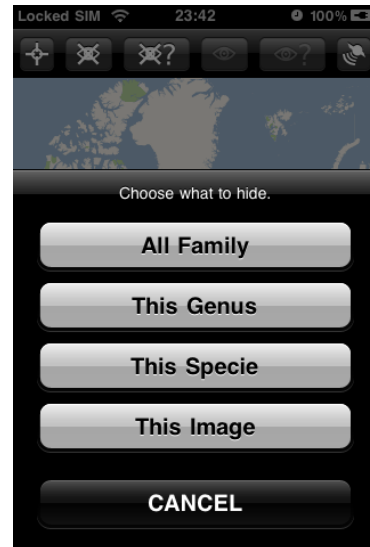 Locked SIM 23:42 100%
?
?
Choose what to hide.
All Family
This Genus
This Specie
This Image
CANCEL